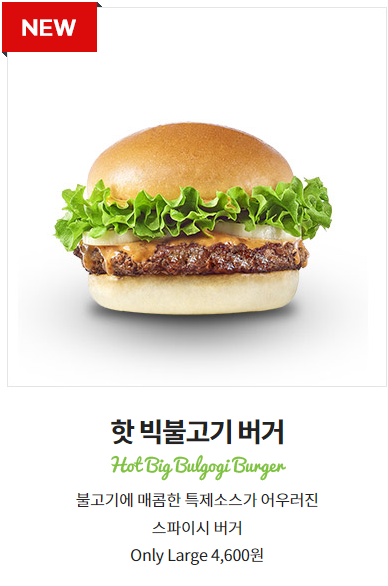 NEW
핫 빅불고기 버거
Hot Big Bulgogi Burger
불고기에 매콤한 특제소스가 어우러진
스파이시 버거
Only Large 4,600원